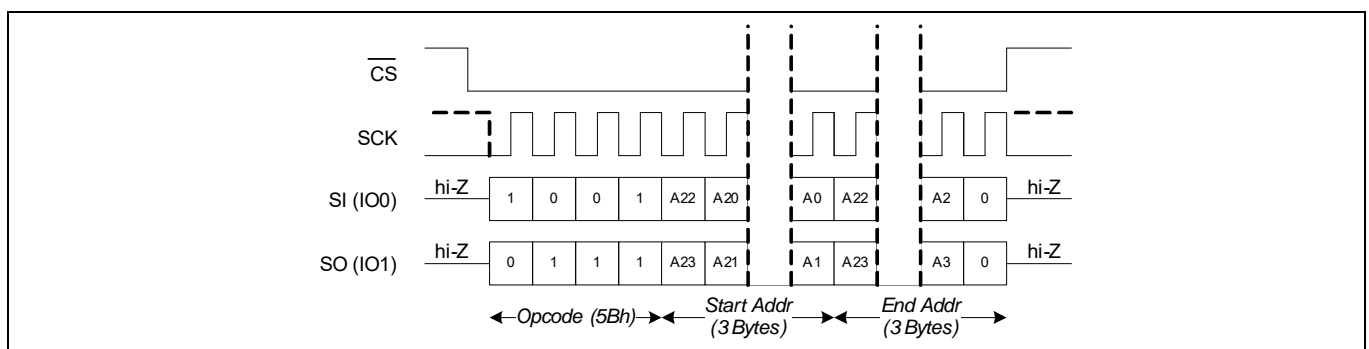 CS
SCK
SI (IO0) hi-Z 1 0 0 1 A22 A20 A0 A22 A2 0 hi-Z
SO (IO1) hi-Z 0 1 1 1 A23 A21 A1 A23 A3 0 hi-Z
Opcode (5Bh) Start Addr (3 Bytes) End Addr (3 Bytes)